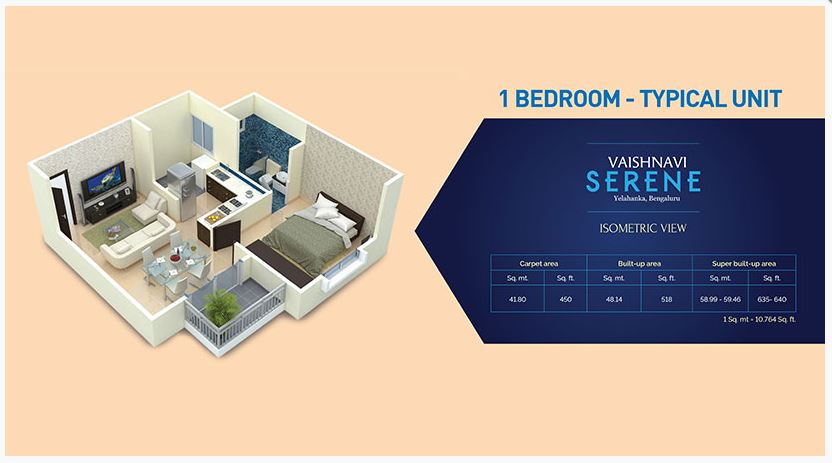 1 BEDROOM - TYPICAL UNIT
VAISHNAVI
SERENE
Yelahanka, Bengaluru
ISOMETRIC VIEW
Carpet area Built-up area Super built-up area
Sq. mt. Sq. ft. Sq. mt. Sq. ft. Sq. mt. Sq. ft.
41.80 450 48.14 518 58.99 - 59.46 635- 640
1 Sq. mt = 10.764 Sq. ft.